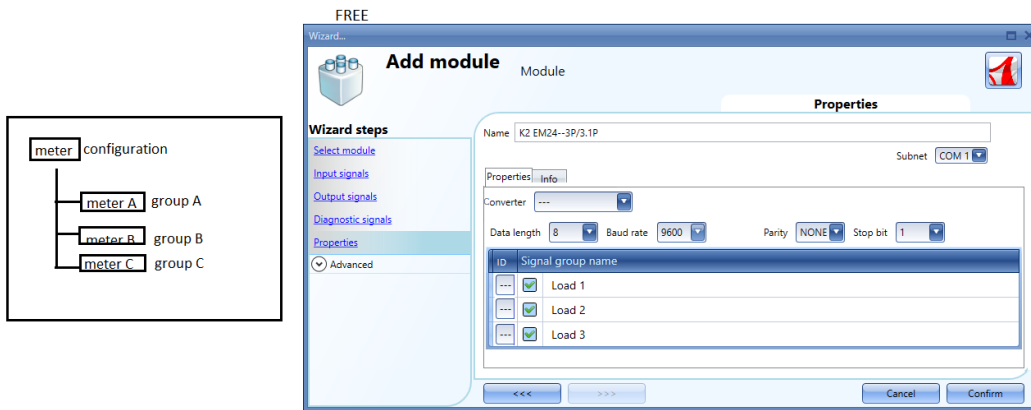 FREE
Wizard...
Add module
Module
Properties
Wizard steps
Select module
Input signals
Output signals
Diagnostic signals
Properties
Advanced
Name K2 EM24--3P/3.1P
Subnet COM 1
Properties Info
Converter ---
Data length 8 Baud rate 9600 Parity NONE Stop bit 1
ID Signal group name
--- Load 1
--- Load 2
--- Load 3
<<< >>> Cancel Confirm
meter configuration
meter A group A
meter B group B
meter C group C